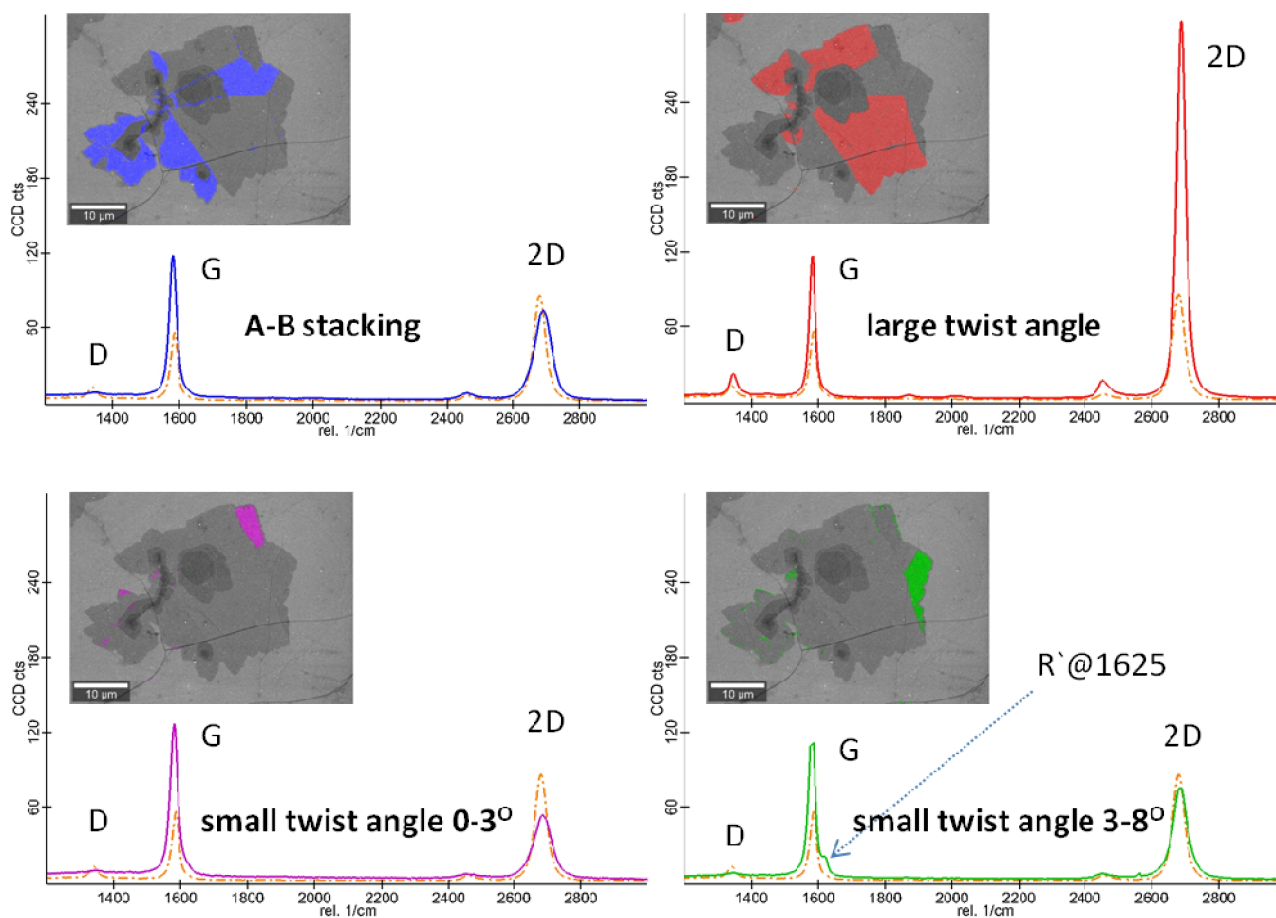 10 µm
CCD cts
240
180
120
60
D
G
2D
A-B stacking
1400 1600 1800 2000 2200 2400 2600 2800
rel. 1/cm
10 µm
CCD cts
240
180
120
60
D
G
2D
large twist angle
1400 1600 1800 2000 2200 2400 2600 2800
rel. 1/cm
10 µm
CCD cts
240
180
120
60
D
G
2D
small twist angle 0-3°
1400 1600 1800 2000 2200 2400 2600 2800
rel. 1/cm
10 µm
CCD cts
240
180
120
60
R`@1625
D
G
2D
small twist angle 3-8°
1400 1600 1800 2000 2200 2400 2600 2800
rel. 1/cm